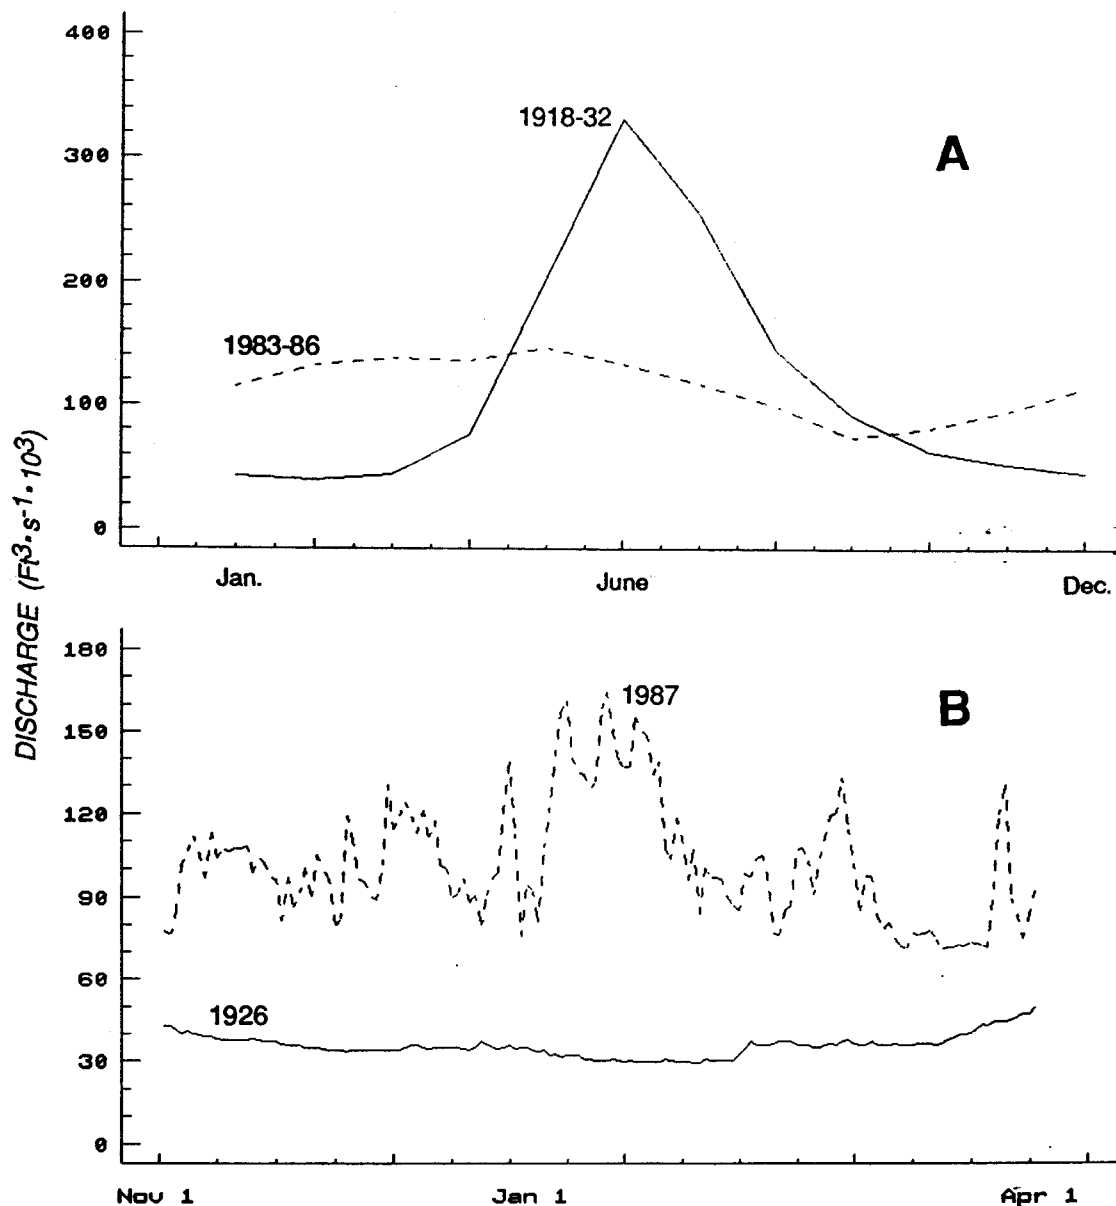 400
1918-32
A
300
200
1983-86
100
0
Jan.
June
Dec.
DISCHARGE (Ft³•s⁻¹•10³)
180
1987
B
150
120
90
60
1926
30
0
Nov 1
Jan 1
Apr 1